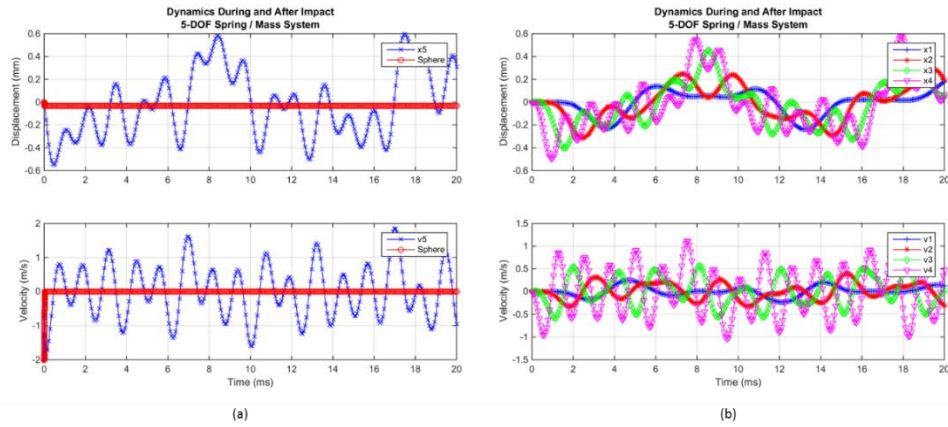 Dynamics During and After Impact
5-DOF Spring / Mass System
Displacement (mm)
0.6
0.4
0.2
0
-0.2
-0.4
-0.6
0 2 4 6 8 10 12 14 16 18 20
x5
Sphere
Velocity (m/s)
2
1
0
-1
-2
0 2 4 6 8 10 12 14 16 18 20
v5
Sphere
Time (ms)
(a)
Dynamics During and After Impact
5-DOF Spring / Mass System
Displacement (mm)
0.6
0.4
0.2
0
-0.2
-0.4
-0.6
0 2 4 6 8 10 12 14 16 18 20
x1
x2
x3
x4
Velocity (m/s)
1.5
1
0.5
0
-0.5
-1
-1.5
0 2 4 6 8 10 12 14 16 18 20
v1
v2
v3
v4
Time (ms)
(b)